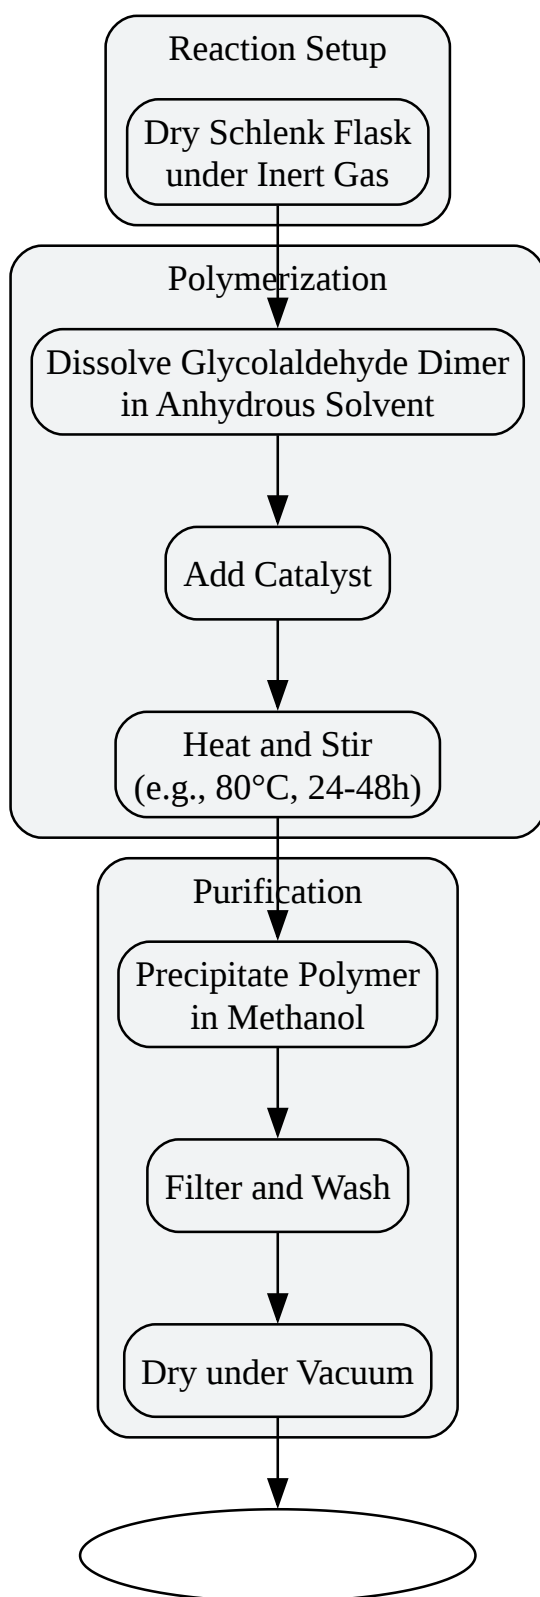 Reaction Setup
Dry Schlenk Flask
under Inert Gas
Polymerization
Dissolve Glycolaldehyde Dimer
in Anhydrous Solvent
Add Catalyst
Heat and Stir
(e.g., 80°C, 24-48h)
Purification
Precipitate Polymer
in Methanol
Filter and Wash
Dry under Vacuum